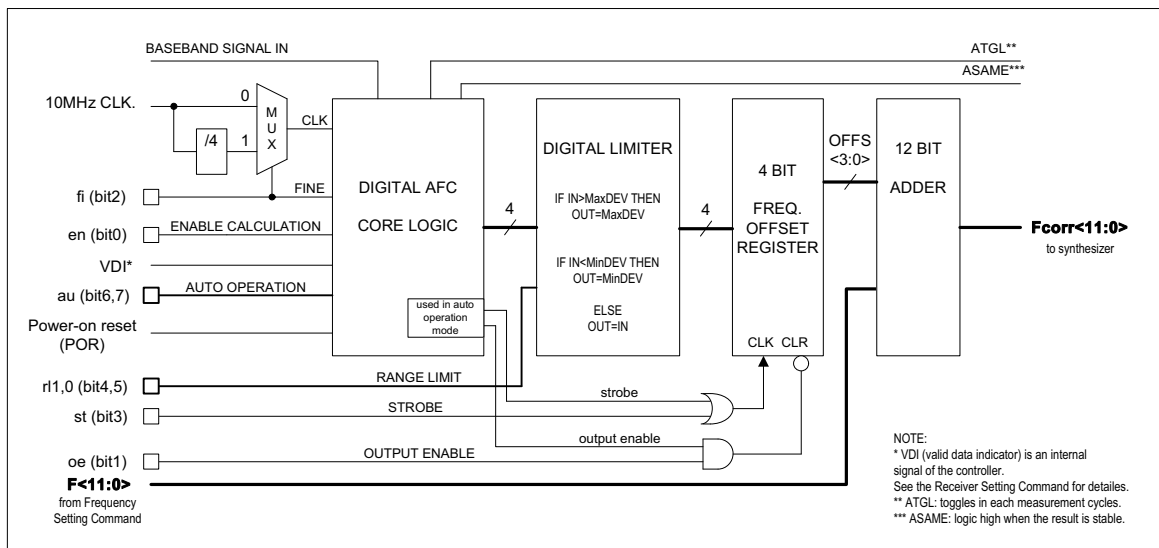 BASEBAND SIGNAL IN
ATGL**
ASAME***
10MHz CLK.
0
/4
1
MUX
CLK
fi (bit2)
FINE
en (bit0)
ENABLE CALCULATION
VDI*
au (bit6,7)
AUTO OPERATION
Power-on reset
(POR)
rl1,0 (bit4,5)
RANGE LIMIT
st (bit3)
STROBE
oe (bit1)
OUTPUT ENABLE
F<11:0>
from Frequency
Setting Command
DIGITAL AFC
CORE LOGIC
used in auto
operation
mode
4
DIGITAL LIMITER
IF IN>MaxDEV THEN
OUT=MaxDEV
IF IN<MinDEV THEN
OUT=MinDEV
ELSE
OUT=IN
4
4 BIT
FREQ.
OFFSET
REGISTER
CLK CLR
strobe
output enable
OFFS
<3:0>
12 BIT
ADDER
Fcorr<11:0>
to synthesizer
NOTE:
* VDI (valid data indicator) is an internal
signal of the controller.
See the Receiver Setting Command for detailes.
** ATGL: toggles in each measurement cycles.
*** ASAME: logic high when the result is stable.